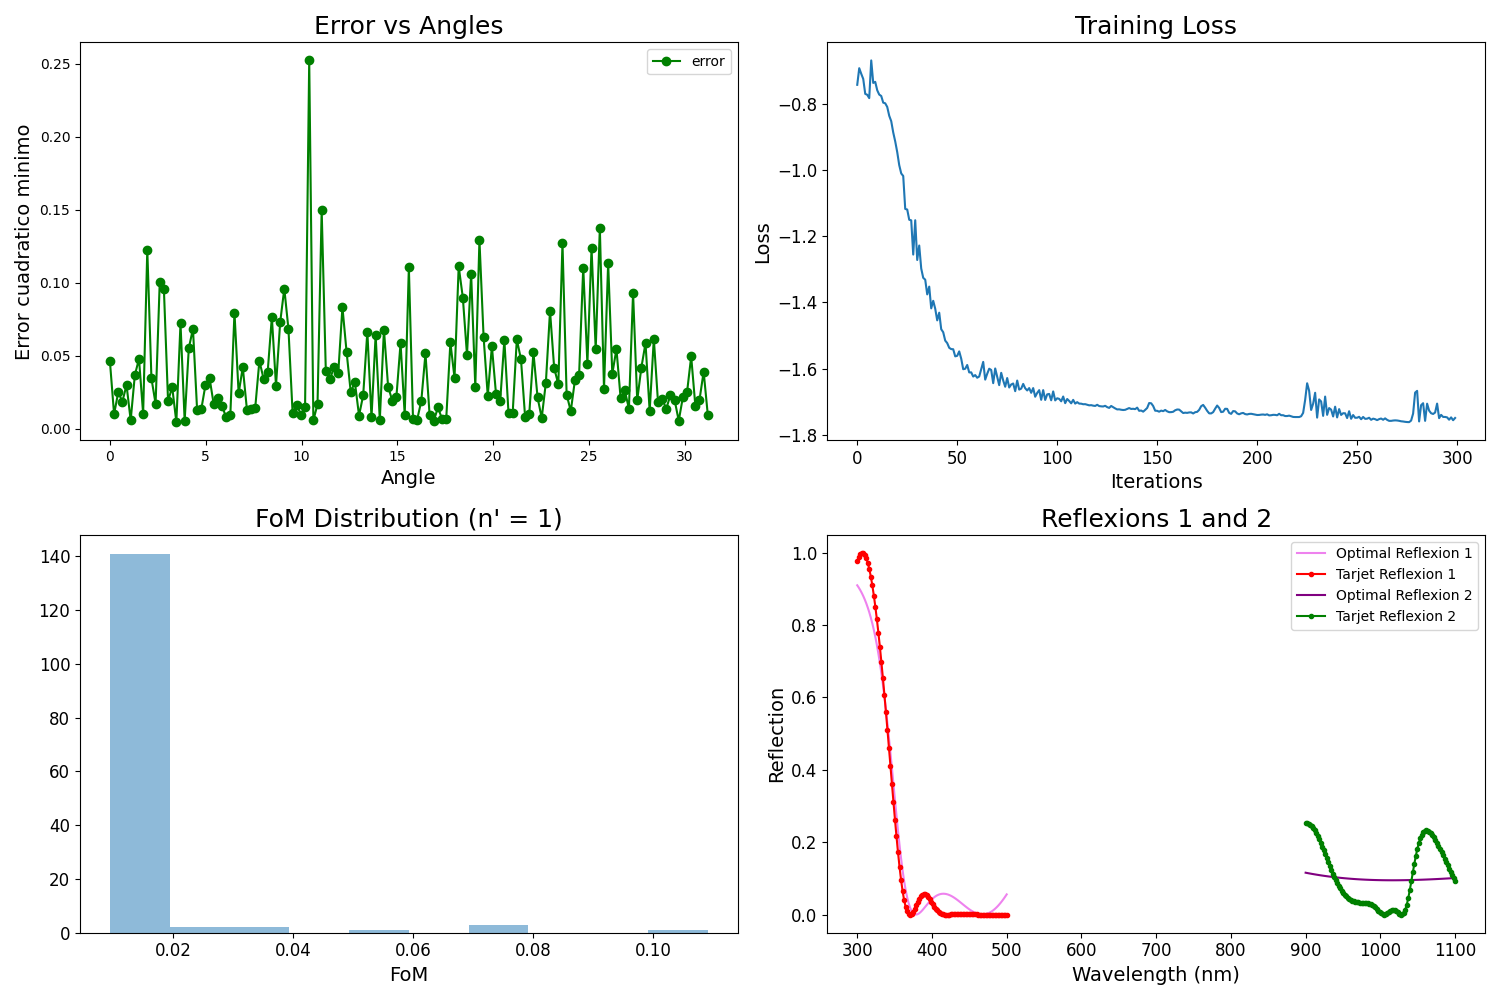 Error vs Angles
error
Error cuadratico minimo
0.25
0.20
0.15
0.10
0.05
0.00
0 5 10 15 20 25 30
Angle
Training Loss
Loss
−0.8
−1.0
−1.2
−1.4
−1.6
−1.8
0 50 100 150 200 250 300
Iterations
FoM Distribution (n' = 1)
140
120
100
80
60
40
20
0
0.02 0.04 0.06 0.08 0.10
FoM
Reflexions 1 and 2
Optimal Reflexion 1
Tarjet Reflexion 1
Optimal Reflexion 2
Tarjet Reflexion 2
Reflection
1.0
0.8
0.6
0.4
0.2
0.0
300 400 500 600 700 800 900 1000 1100
Wavelength (nm)